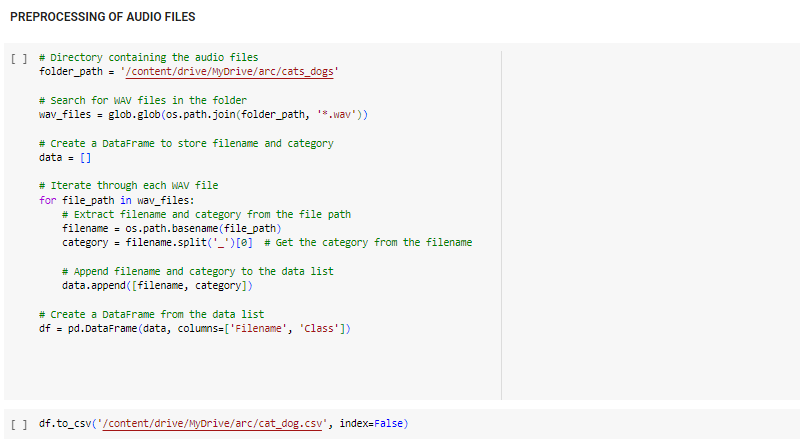 PREPROCESSING OF AUDIO FILES
[ ] # Directory containing the audio files
folder_path = '/content/drive/MyDrive/arc/cats_dogs'
# Search for WAV files in the folder
wav_files = glob.glob(os.path.join(folder_path, '*.wav'))
# Create a DataFrame to store filename and category
data = []
# Iterate through each WAV file
for file_path in wav_files:
    # Extract filename and category from the file path
    filename = os.path.basename(file_path)
    category = filename.split('_')[0]  # Get the category from the filename
    # Append filename and category to the data list
    data.append([filename, category])
# Create a DataFrame from the data list
df = pd.DataFrame(data, columns=['Filename', 'Class'])
[ ] df.to_csv('/content/drive/MyDrive/arc/cat_dog.csv', index=False)